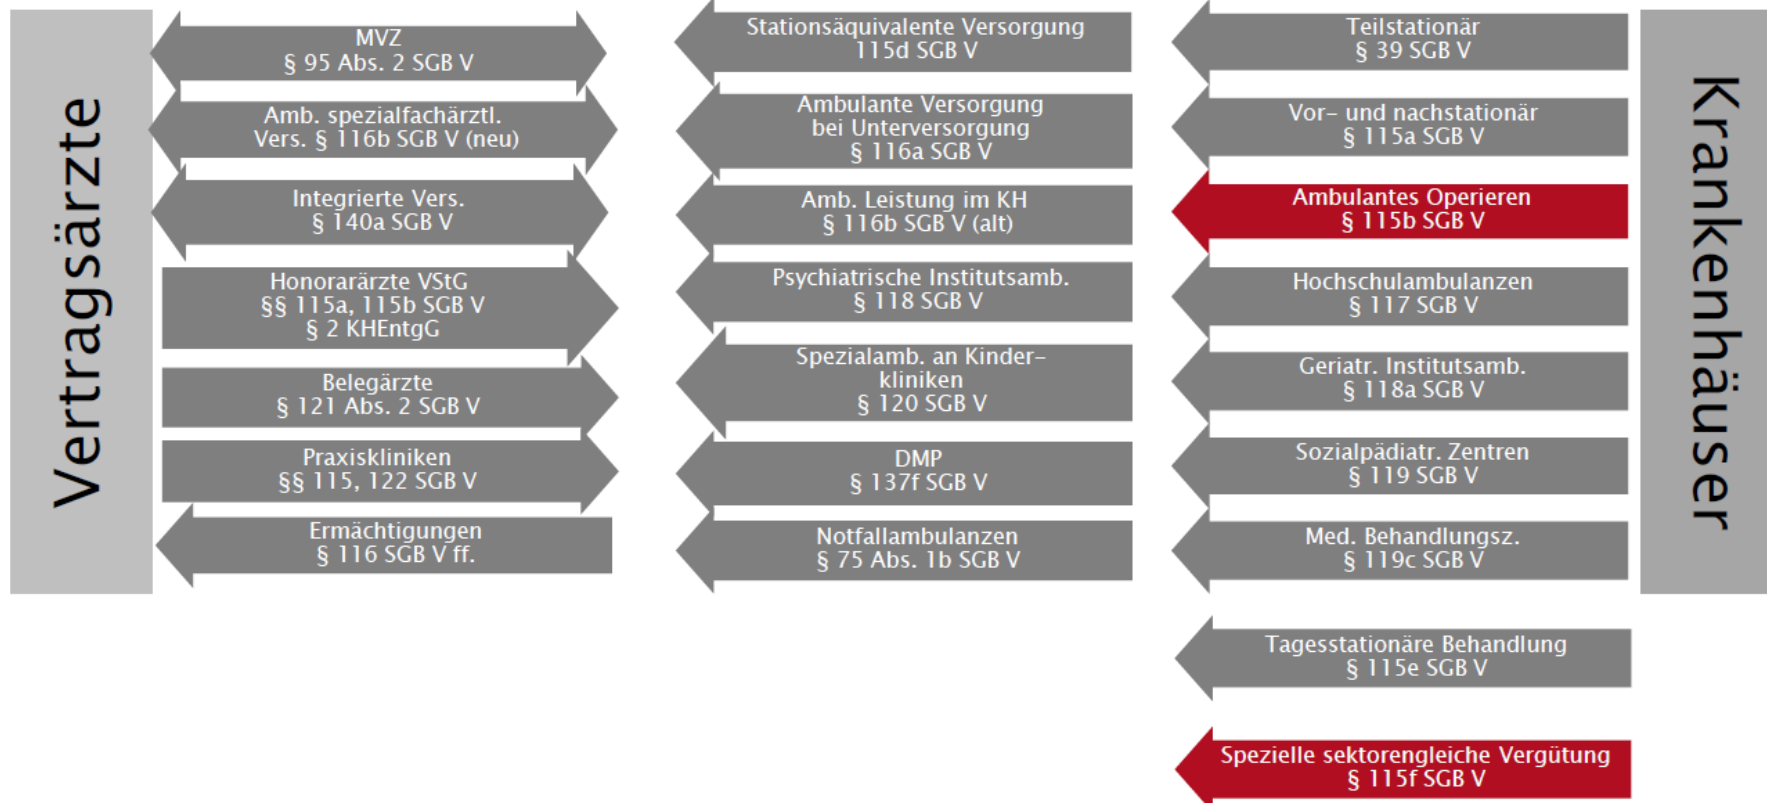 Vertragsärzte
MVZ
§ 95 Abs. 2 SGB V
Amb. spezialfachärztl.
Vers. § 116b SGB V (neu)
Integrierte Vers.
§ 140a SGB V
Honorarärzte VStG
§§ 115a, 115b SGB V
§ 2 KHEntgG
Belegärzte
§ 121 Abs. 2 SGB V
Praxiskliniken
§§ 115, 122 SGB V
Ermächtigungen
§ 116 SGB V ff.
Stationsäquivalente Versorgung
115d SGB V
Ambulante Versorgung
bei Unterversorgung
§ 116a SGB V
Amb. Leistung im KH
§ 116b SGB V (alt)
Psychiatrische Institutsamb.
§ 118 SGB V
Spezialamb. an Kinder-
kliniken
§ 120 SGB V
DMP
§ 137f SGB V
Notfallambulanzen
§ 75 Abs. 1b SGB V
Teilstationär
§ 39 SGB V
Vor- und nachstationär
§ 115a SGB V
Ambulantes Operieren
§ 115b SGB V
Hochschulambulanzen
§ 117 SGB V
Geriatr. Institutsamb.
§ 118a SGB V
Sozialpädiatr. Zentren
§ 119 SGB V
Med. Behandlungsz.
§ 119c SGB V
Tagesstationäre Behandlung
§ 115e SGB V
Spezielle sektorengleiche Vergütung
§ 115f SGB V
Krankenhäuser